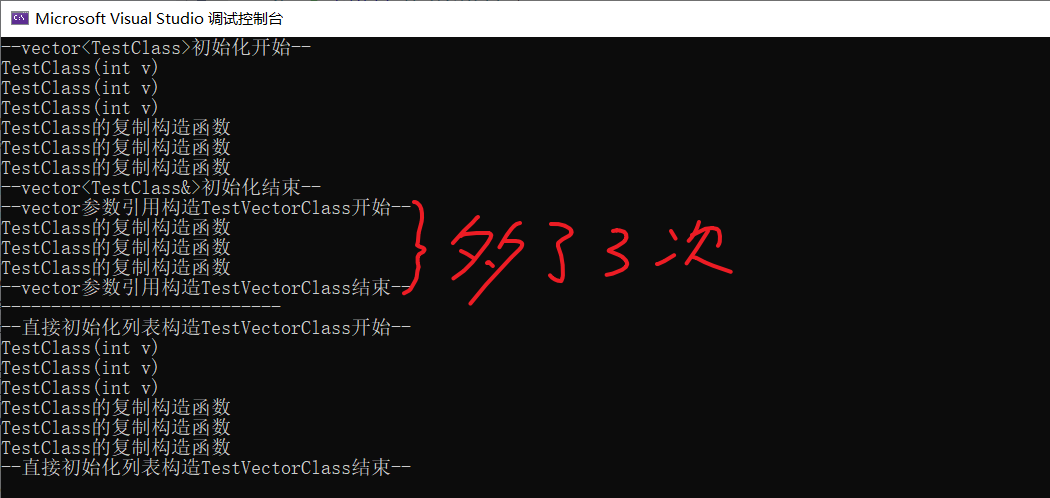 Microsoft Visual Studio 调试控制台
--vector<TestClass>初始化开始--
TestClass(int v)
TestClass(int v)
TestClass(int v)
TestClass的复制构造函数
TestClass的复制构造函数
TestClass的复制构造函数
--vector<TestClass&>初始化结束--
--vector参数引用构造TestVectorClass开始--
TestClass的复制构造函数
TestClass的复制构造函数
TestClass的复制构造函数
--vector参数引用构造TestVectorClass结束--
多了3次
----------------------------
--直接初始化列表构造TestVectorClass开始--
TestClass(int v)
TestClass(int v)
TestClass(int v)
TestClass的复制构造函数
TestClass的复制构造函数
TestClass的复制构造函数
--直接初始化列表构造TestVectorClass结束--